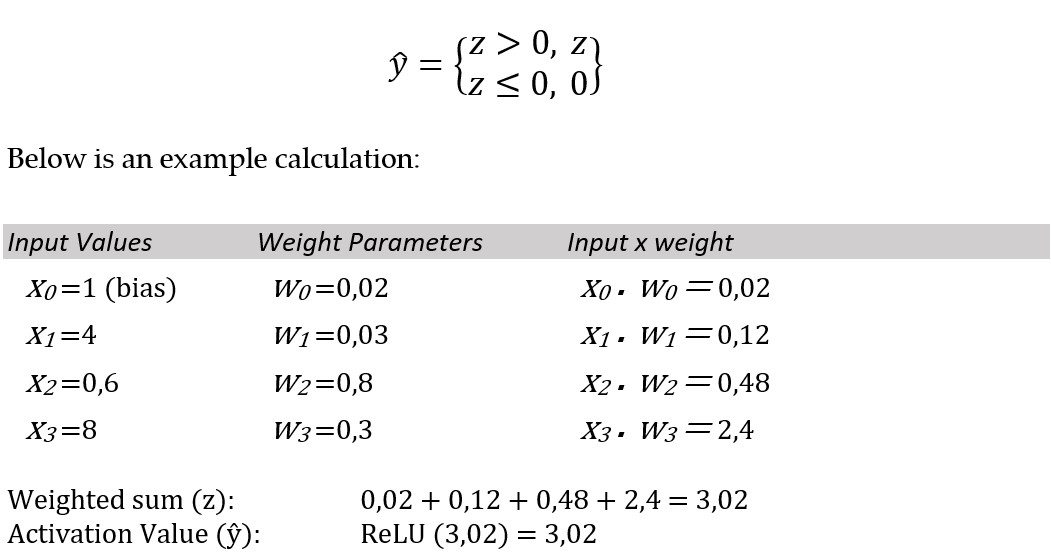 ŷ = {z > 0, z
z ≤ 0, 0}
Below is an example calculation:
Input Values Weight Parameters Input x weight
x₀=1 (bias) w₀=0,02 x₀. w₀ =0,02
x₁=4 w₁=0,03 x₁. w₁ =0,12
x₂=0,6 w₂=0,8 x₂. w₂ =0,48
x₃=8 w₃=0,3 x₃. w₃ =2,4
Weighted sum (z): 0,02 + 0,12 + 0,48 + 2,4 = 3,02
Activation Value (ŷ): ReLU (3,02) = 3,02